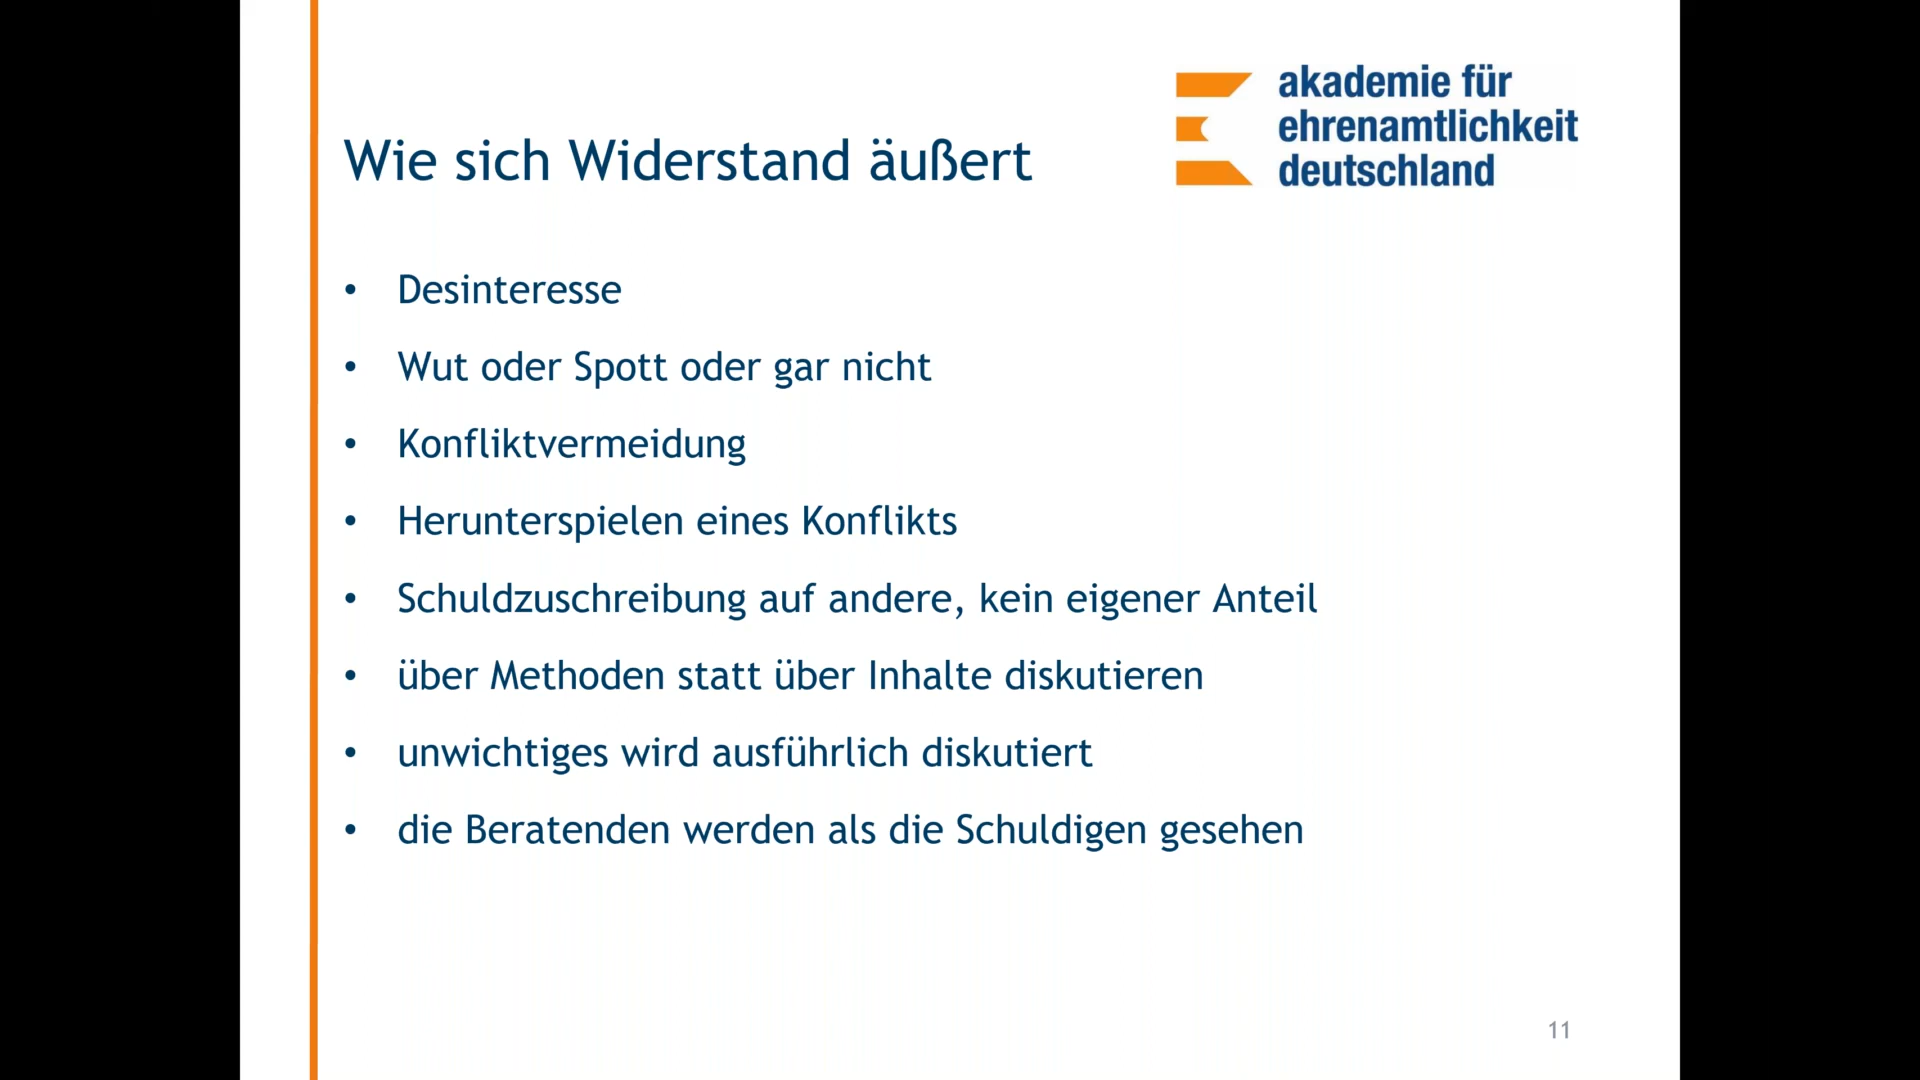 akademie für
ehrenamtlichkeit
deutschland
Wie sich Widerstand äußert
• Desinteresse
• Wut oder Spott oder gar nicht
• Konfliktvermeidung
• Herunterspielen eines Konflikts
• Schuldzuschreibung auf andere, kein eigener Anteil
• über Methoden statt über Inhalte diskutieren
• unwichtiges wird ausführlich diskutiert
• die Beratenden werden als die Schuldigen gesehen
11